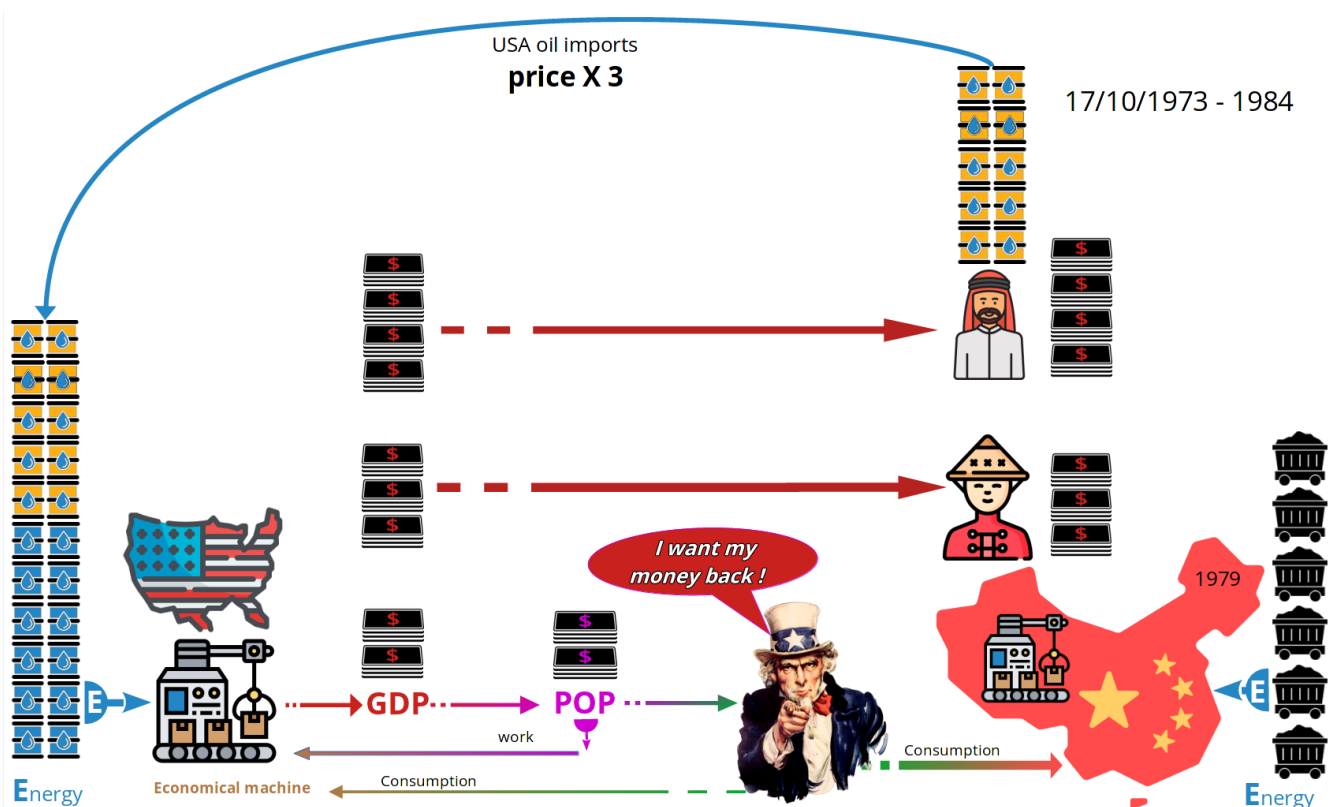 USA oil imports
price X 3
17/10/1973 - 1984
$
$
$
$
$
$
$
$
$
$
$
$
$
$
I want my
money back !
1979
$
$
$
$
E
GDP
POP
E
work
Consumption
Consumption
Economical machine
Energy
Energy